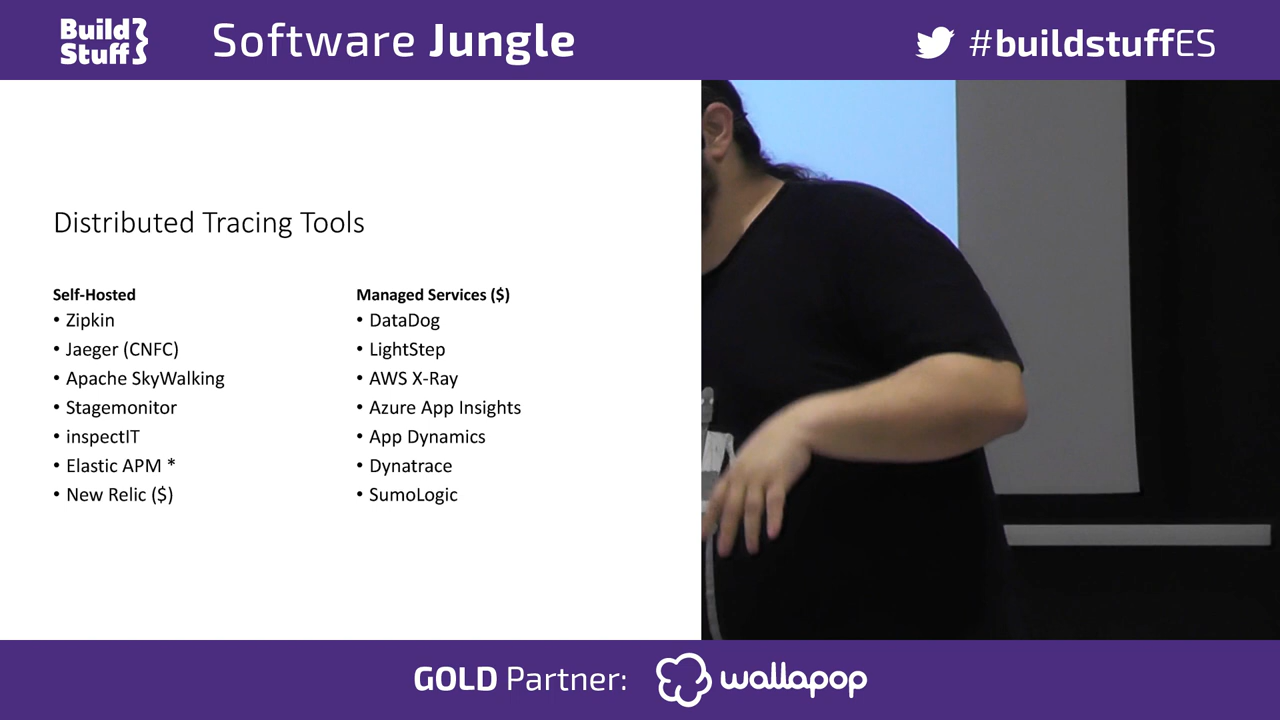 Build
Stuff
Software Jungle
#buildstuffES
Distributed Tracing Tools
Self-Hosted
• Zipkin
• Jaeger (CNFC)
• Apache SkyWalking
• Stagemonitor
• inspectIT
• Elastic APM *
• New Relic ($)
Managed Services ($)
• DataDog
• LightStep
• AWS X-Ray
• Azure App Insights
• App Dynamics
• Dynatrace
• SumoLogic
GOLD Partner:
wallapop